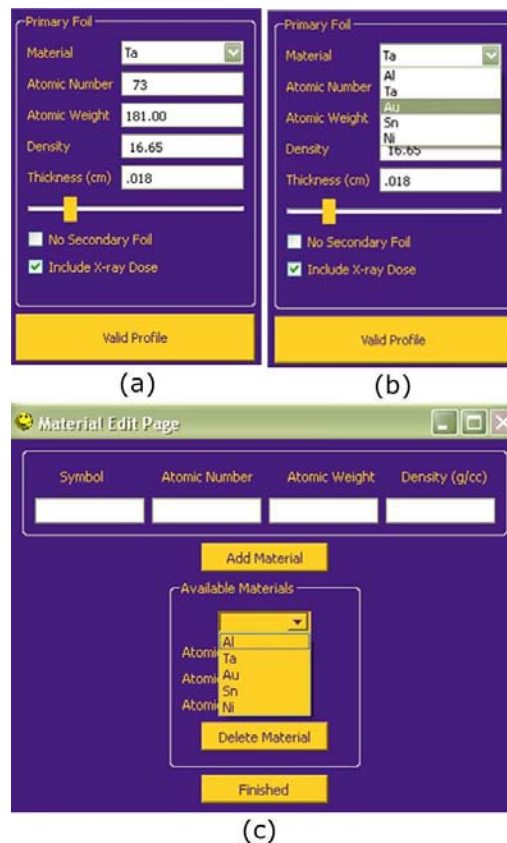 Primary Foil
Material Ta
Atomic Number 73
Atomic Weight 181.00
Density 16.65
Thickness (cm) .018
No Secondary Foil
Include X-ray Dose
Valid Profile
(a)
Primary Foil
Material Ta
Al
Atomic Number Ta
Au
Atomic Weight Sn
Ni
Density 16.65
Thickness (cm) .018
No Secondary Foil
Include X-ray Dose
Valid Profile
(b)
Material Edit Page
Symbol Atomic Number Atomic Weight Density (g/cc)
Add Material
Available Materials
Al
Atomi Ta
Atomi Au
Sn
Atomi Ni
Delete Material
Finished
(c)